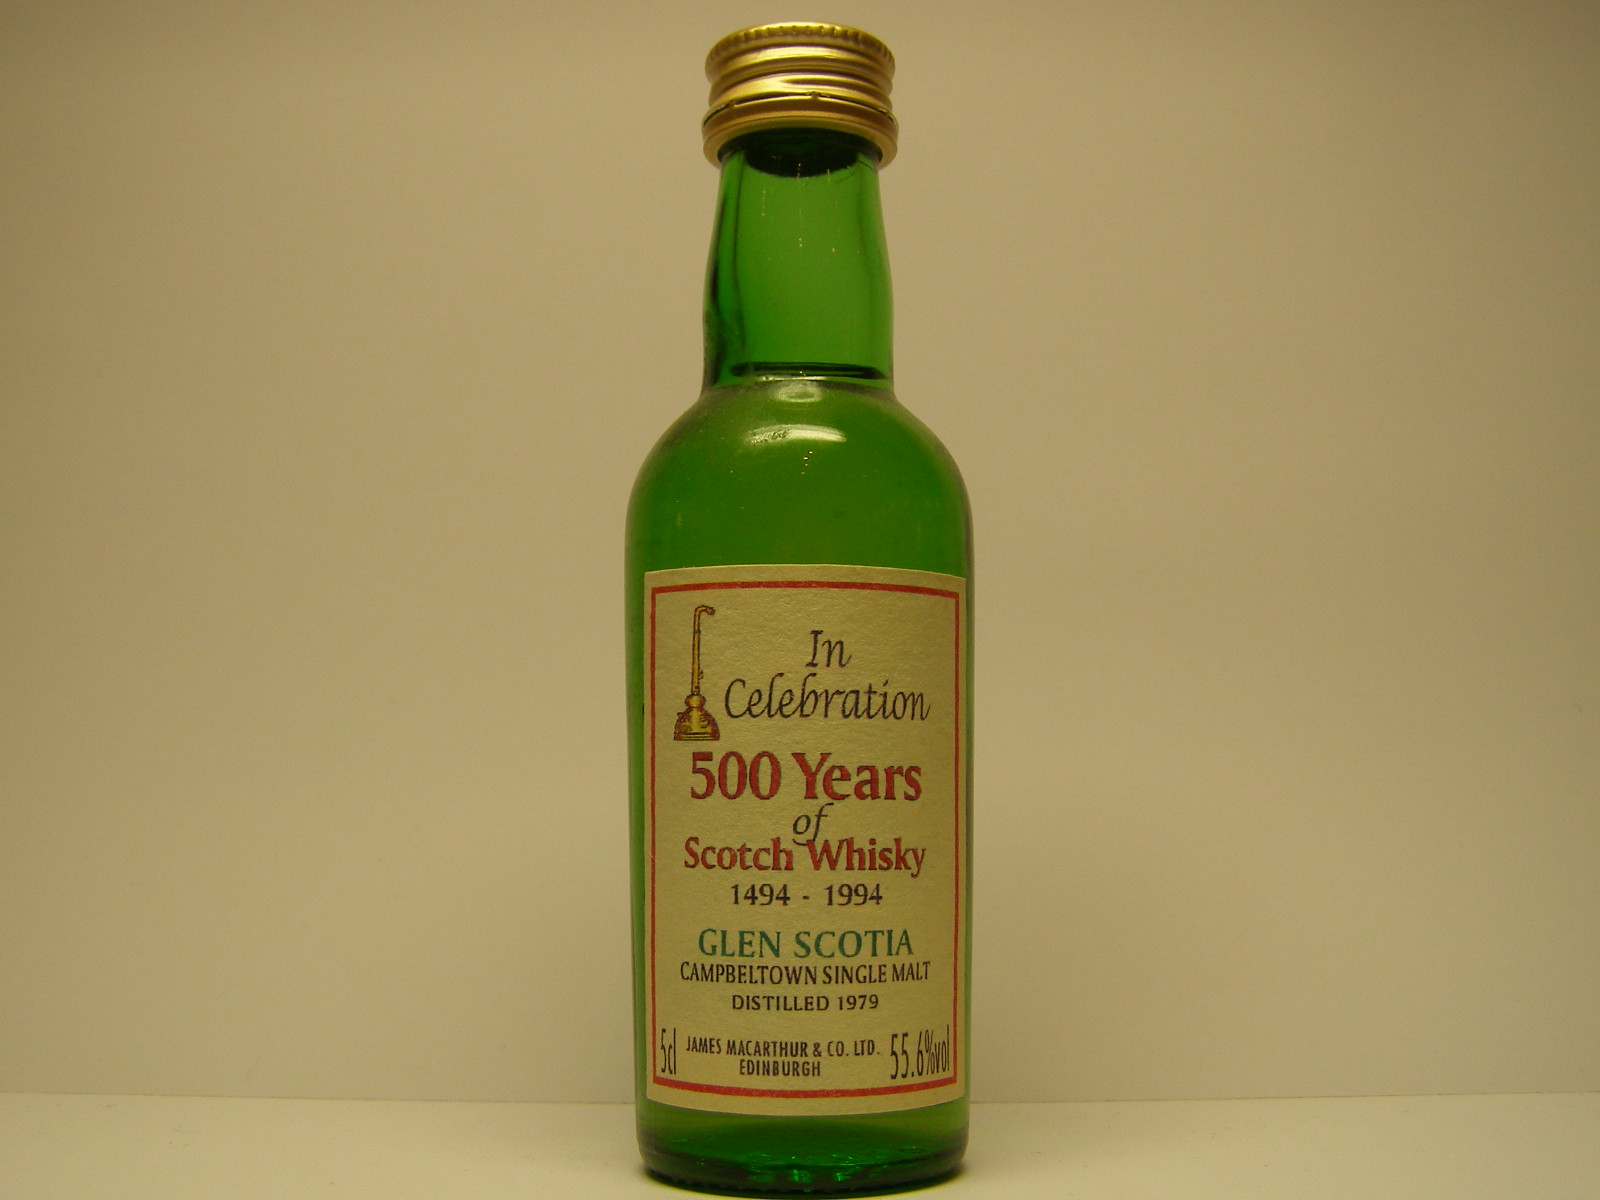 In
Celebration
500 Years
of
Scotch Whisky
1494 - 1994
GLEN SCOTIA
CAMPBELTOWN SINGLE MALT
DISTILLED 1979
5cl JAMES MACARTHUR & CO. LTD. 55.6%vol
EDINBURGH